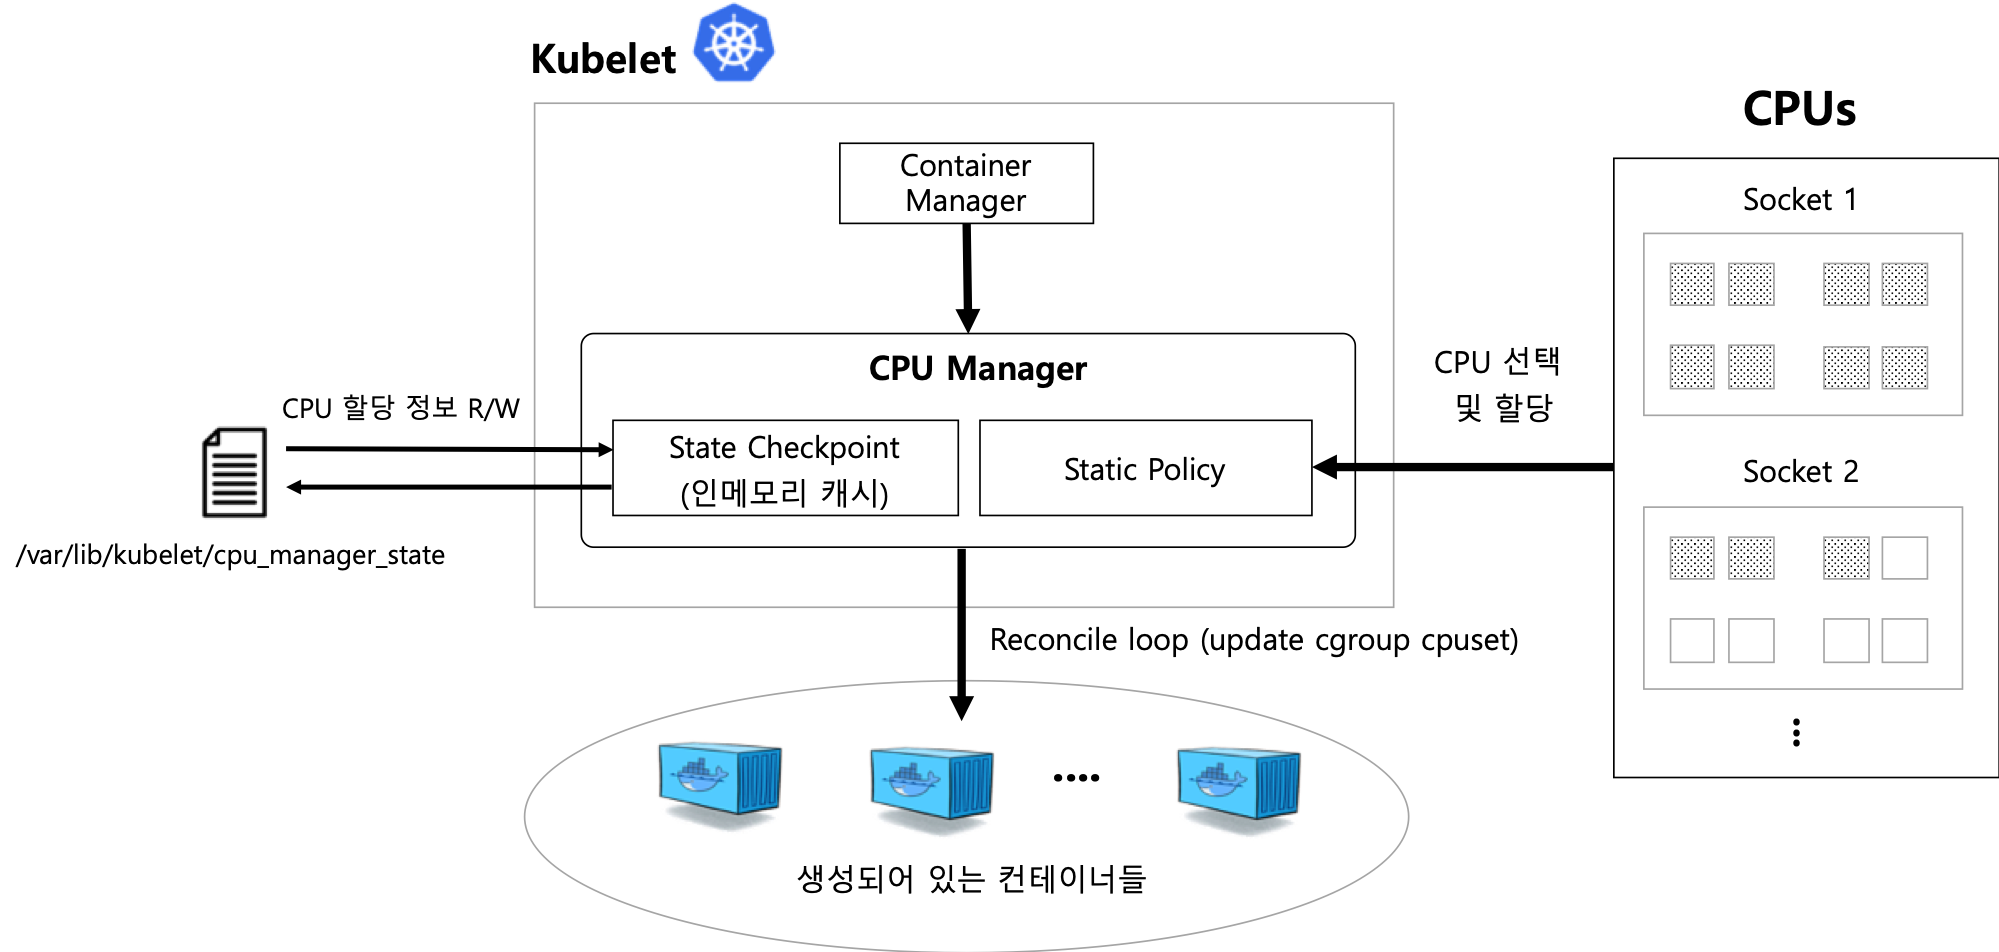 Kubelet
Container
Manager
CPU Manager
State Checkpoint
(인메모리 캐시)
Static Policy
CPU 할당 정보 R/W
/var/lib/kubelet/cpu_manager_state
CPU 선택
및 할당
CPUs
Socket 1
Socket 2
Reconcile loop (update cgroup cpuset)
생성되어 있는 컨테이너들